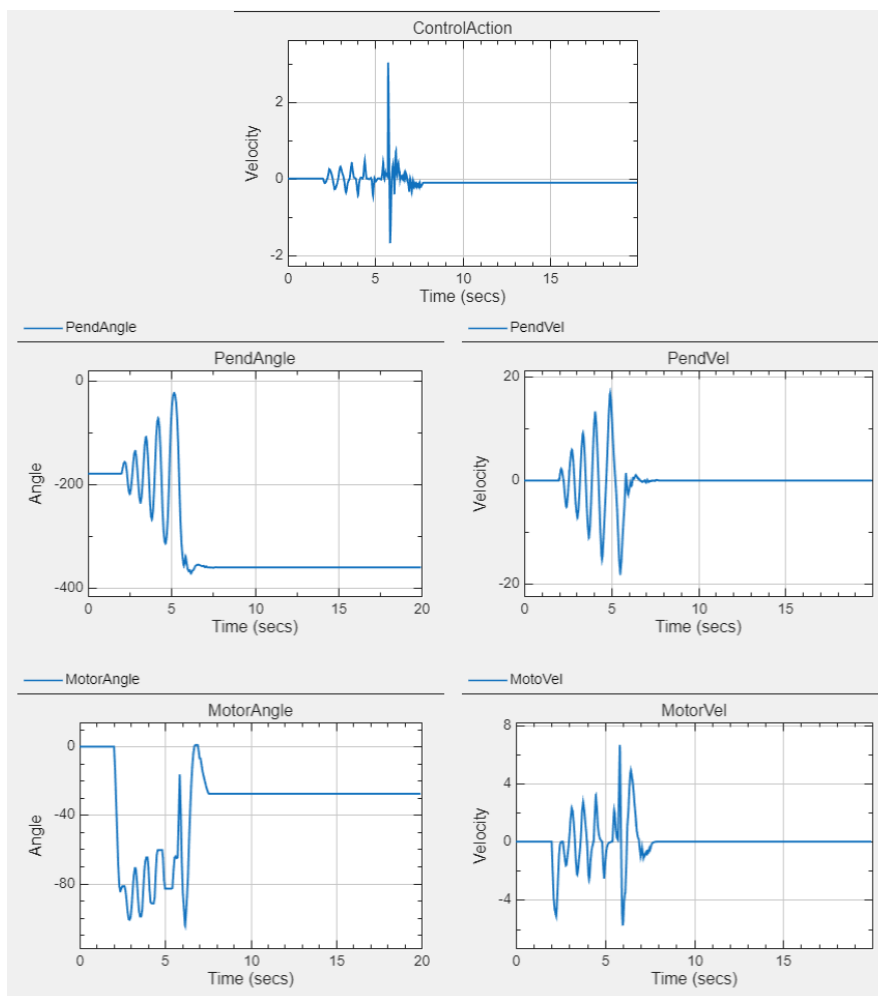 ControlAction
Velocity
2
0
-2
0
5
10
15
Time (secs)
PendAngle
PendAngle
Angle
0
-200
-400
0
5
10
15
20
Time (secs)
PendVel
PendVel
Velocity
20
0
-20
0
5
10
15
Time (secs)
MotorAngle
MotorAngle
Angle
0
-40
-80
0
5
10
15
20
Time (secs)
MotoVel
MotorVel
Velocity
8
4
0
-4
0
5
10
15
Time (secs)